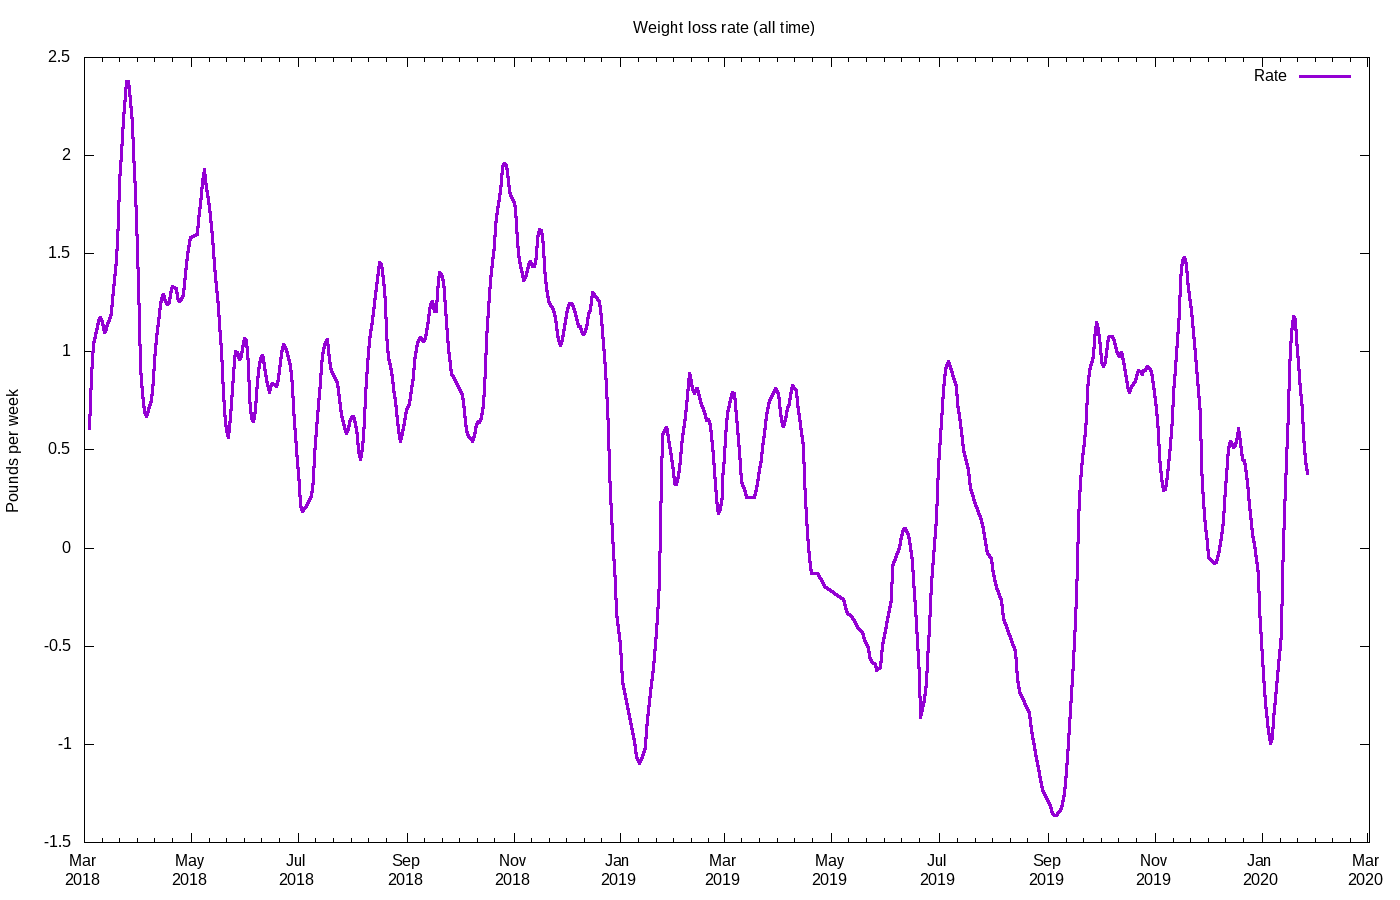 Weight loss rate (all time)
Rate
Pounds per week
2.5
2
1.5
1
0.5
0
-0.5
-1
-1.5
Mar May Jul Sep Nov Jan Mar May Jul Sep Nov Jan Mar
2018 2018 2018 2018 2018 2019 2019 2019 2019 2019 2019 2020 2020